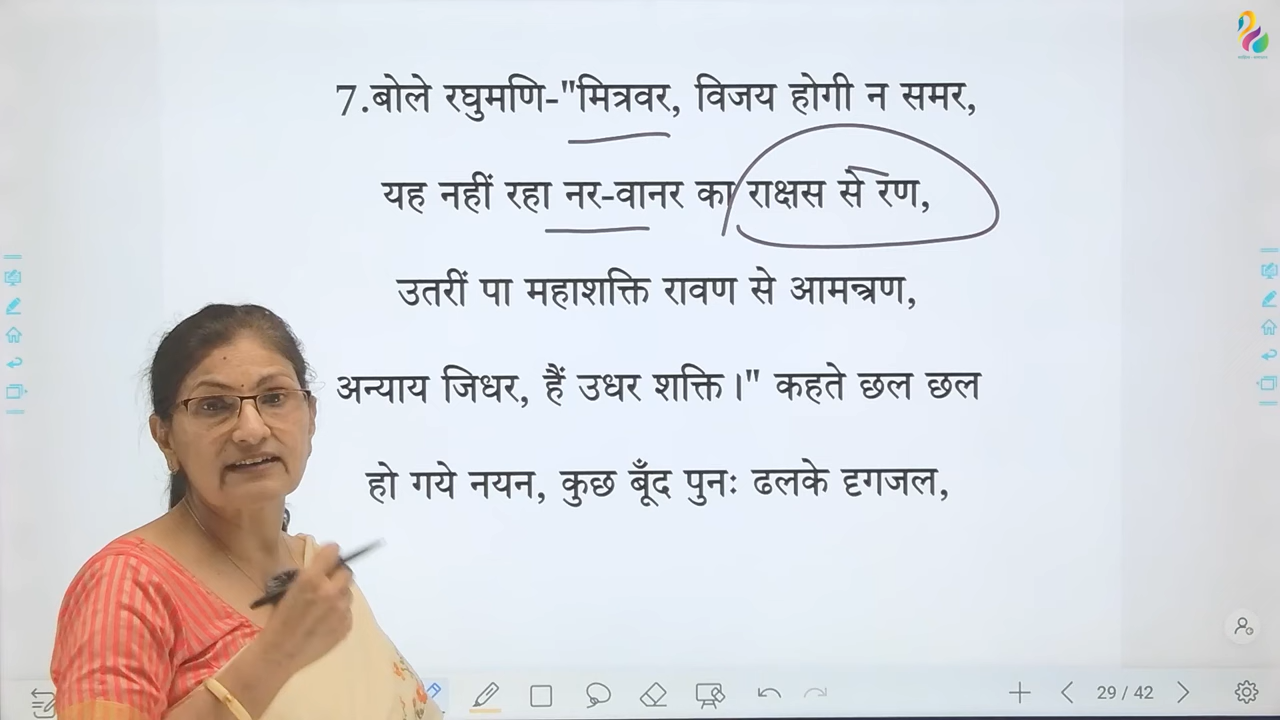 7.बोले रघुमणि-"मित्रवर, विजय होगी न समर,
यह नहीं रहा नर-वानर का राक्षस से रण,
उतरीं पा महाशक्ति रावण से आमन्त्रण,
अन्याय जिधर, हैं उधर शक्ति।" कहते छल छल
हो गये नयन, कुछ बूँद पुनः ढलके दृगजल,
29 / 42